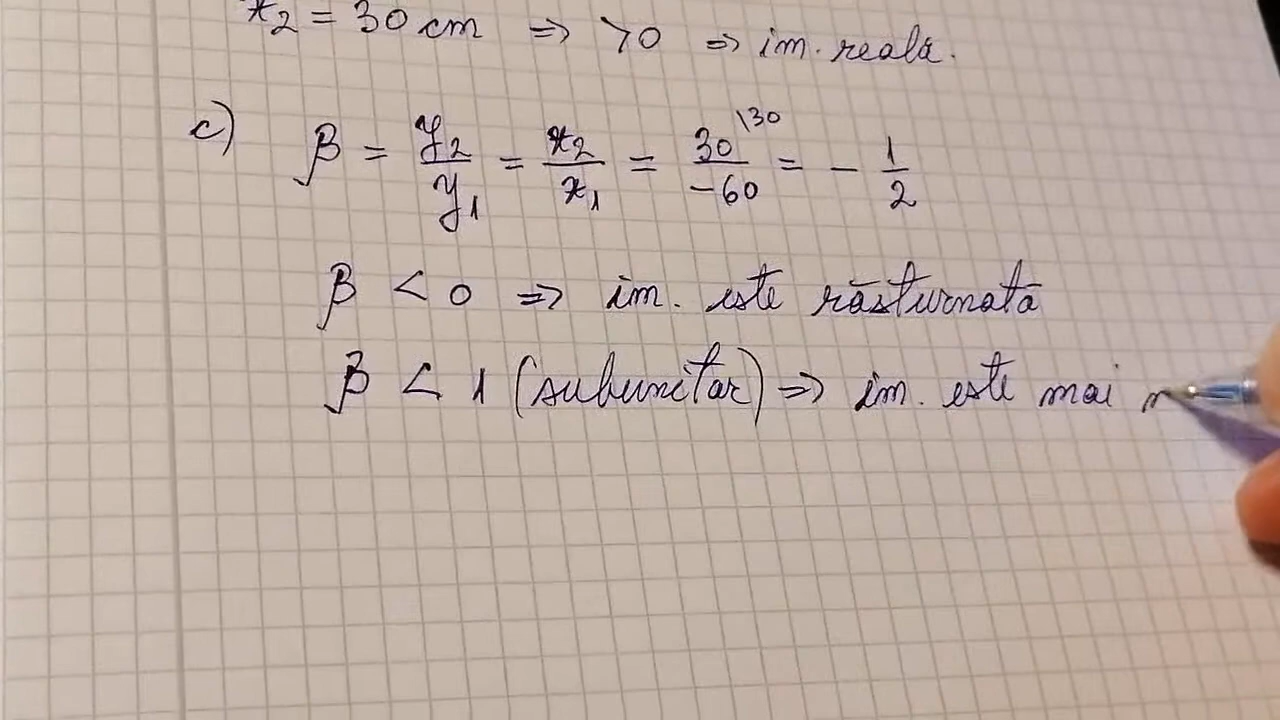 x₂ = 30 cm => >0 => im. reală.
c) β = y₂/y₁ = x₂/x₁ = 30/-60 \30 = - 1/2
β < 0 => im. este răsturnată
β < 1 (subunitar) => im. este mai